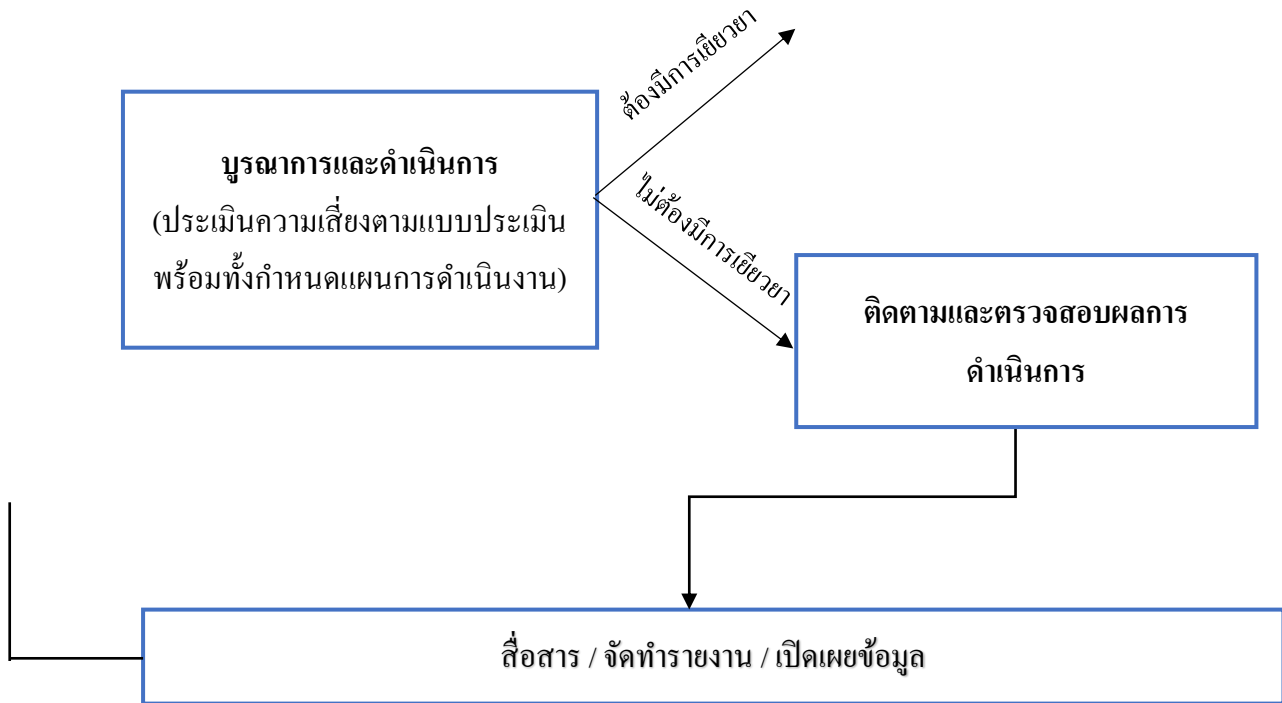 ต้องมีการเยียวยา
บูรณาการและดำเนินการ
(ประเมินความเสี่ยงตามแบบประเมิน
พร้อมทั้งกำหนดแผนการดำเนินงาน)
ไม่ต้องมีการเยียวยา
ติดตามและตรวจสอบผลการ
ดำเนินการ
สื่อสาร / จัดทำรายงาน / เปิดเผยข้อมูล